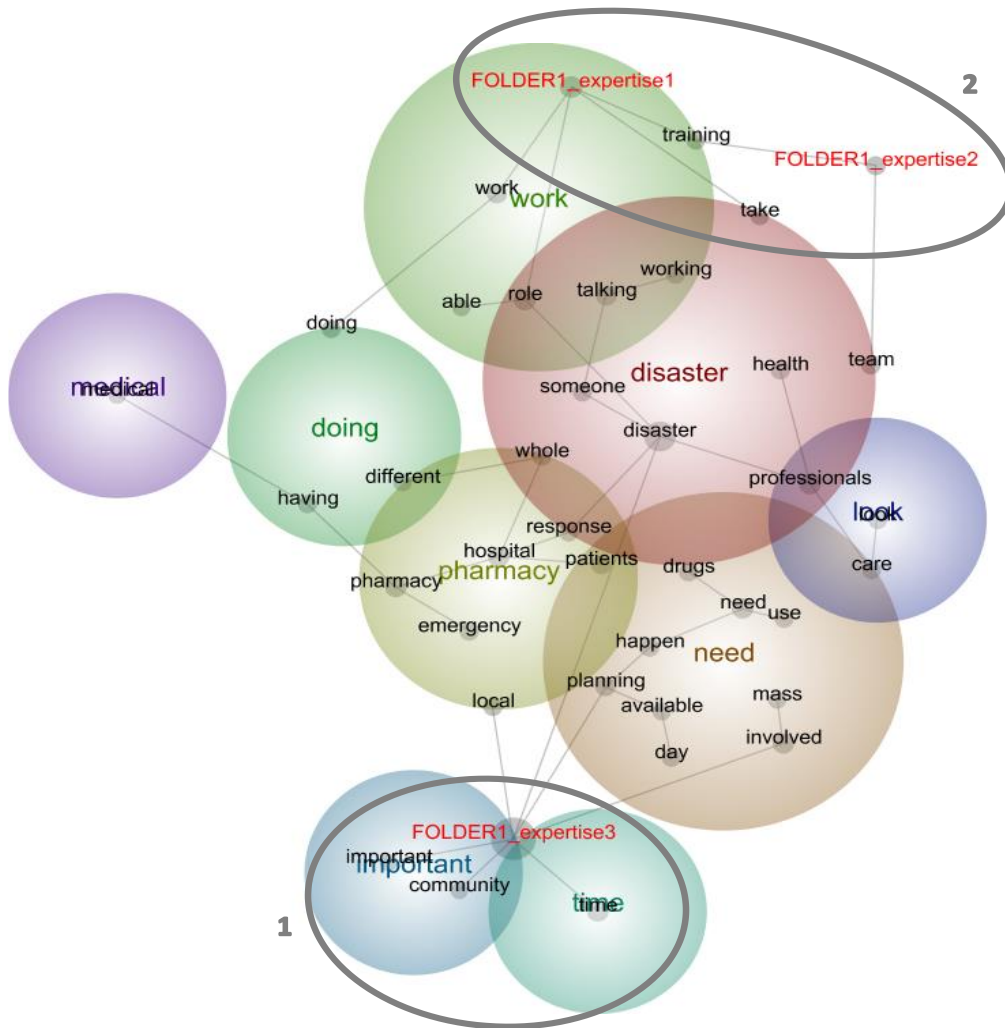 FOLDER1_expertise1
2
training
FOLDER1_expertise2
work
work
take
working
talking
able
role
doing
health
team
disaster
medical
medical
someone
doing
disaster
whole
different
professionals
having
look
look
response
hospital
patients
pharmacy
drugs
care
pharmacy
need
use
emergency
happen
need
planning
mass
local
available
involved
day
FOLDER1_expertise3
important
important
community
time
time
1